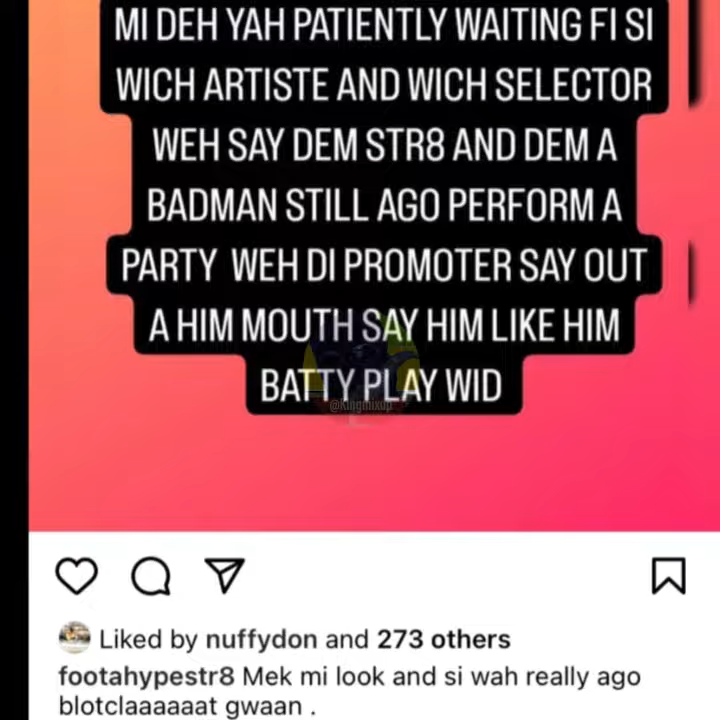 MI DEH YAH PATIENTLY WAITING FI SI
WICH ARTISTE AND WICH SELECTOR
WEH SAY DEM STR8 AND DEM A
BADMAN STILL AGO PERFORM A
PARTY WEH DI PROMOTER SAY OUT
A HIM MOUTH SAY HIM LIKE HIM
BATTY PLAY WID
@Kingmixup
Liked by nuffydon and 273 others
footahypestr8 Mek mi look and si wah really ago
blotclaaaaaat gwaan .